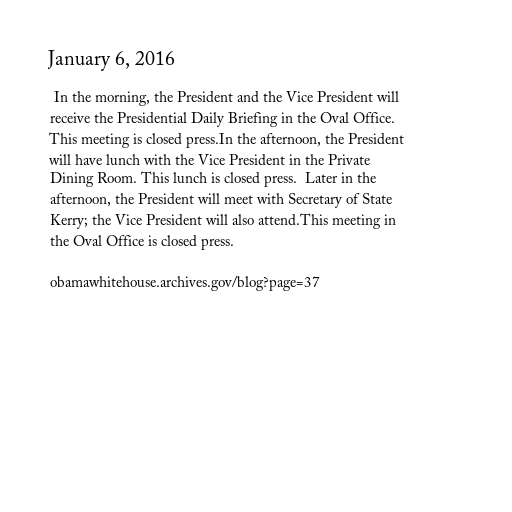 January 6, 2016
In the morning, the President and the Vice President will
receive the Presidential Daily Briefing in the Oval Office.
This meeting is closed press.In the afternoon, the President
will have lunch with the Vice President in the Private
Dining Room. This lunch is closed press.  Later in the
afternoon, the President will meet with Secretary of State
Kerry; the Vice President will also attend.This meeting in
the Oval Office is closed press.
obamawhitehouse.archives.gov/blog?page=37